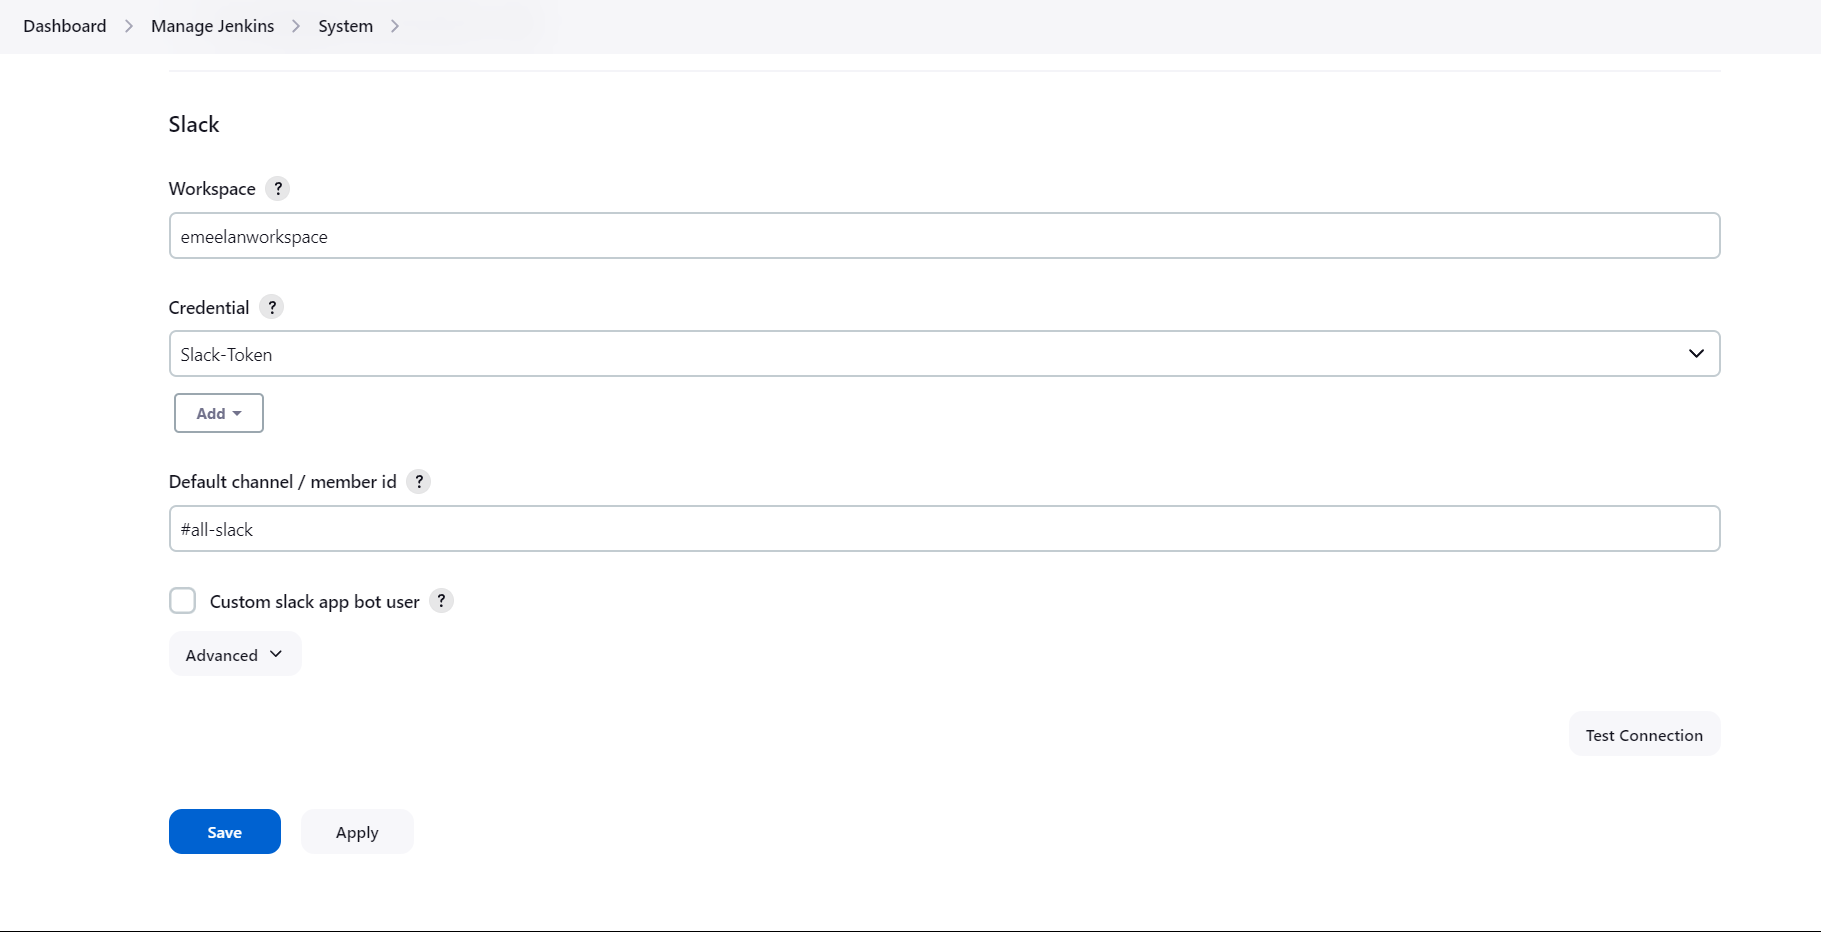 Dashboard > Manage Jenkins > System >
Slack
Workspace ?
emeelanworkspace
Credential ?
Slack-Token
Add
Default channel / member id ?
#all-slack
Custom slack app bot user ?
Advanced
Test Connection
Save Apply